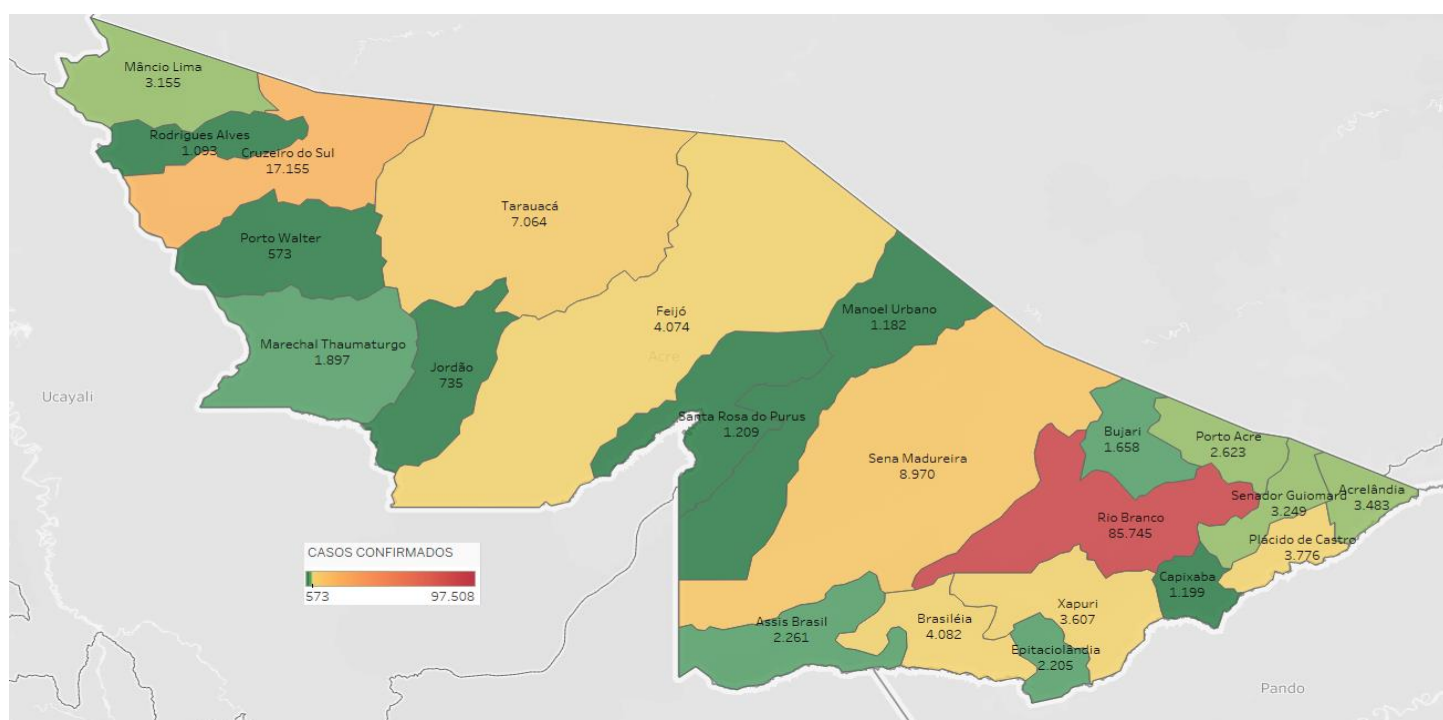 Mâncio Lima
3.155
Rodrigues Alves
1.093
Cruzeiro do Sul
17.155
Tarauacá
7.064
Porto Walter
573
Feijó
4.074
Manoel Urbano
1.182
Marechal Thaumaturgo
1.897
Jordão
735
Acre
Ucayali
Santa Rosa do Purus
1.209
Bujari
1.658
Porto Acre
2.623
Sena Madureira
8.970
Senador Guiomard
3.249
Acrelândia
3.483
Rio Branco
85.745
Plácido de Castro
3.776
CASOS CONFIRMADOS
573
97.508
Capixaba
1.199
Xapuri
3.607
Assis Brasil
2.261
Brasiléia
4.082
Epitaciolândia
2.205
Pando